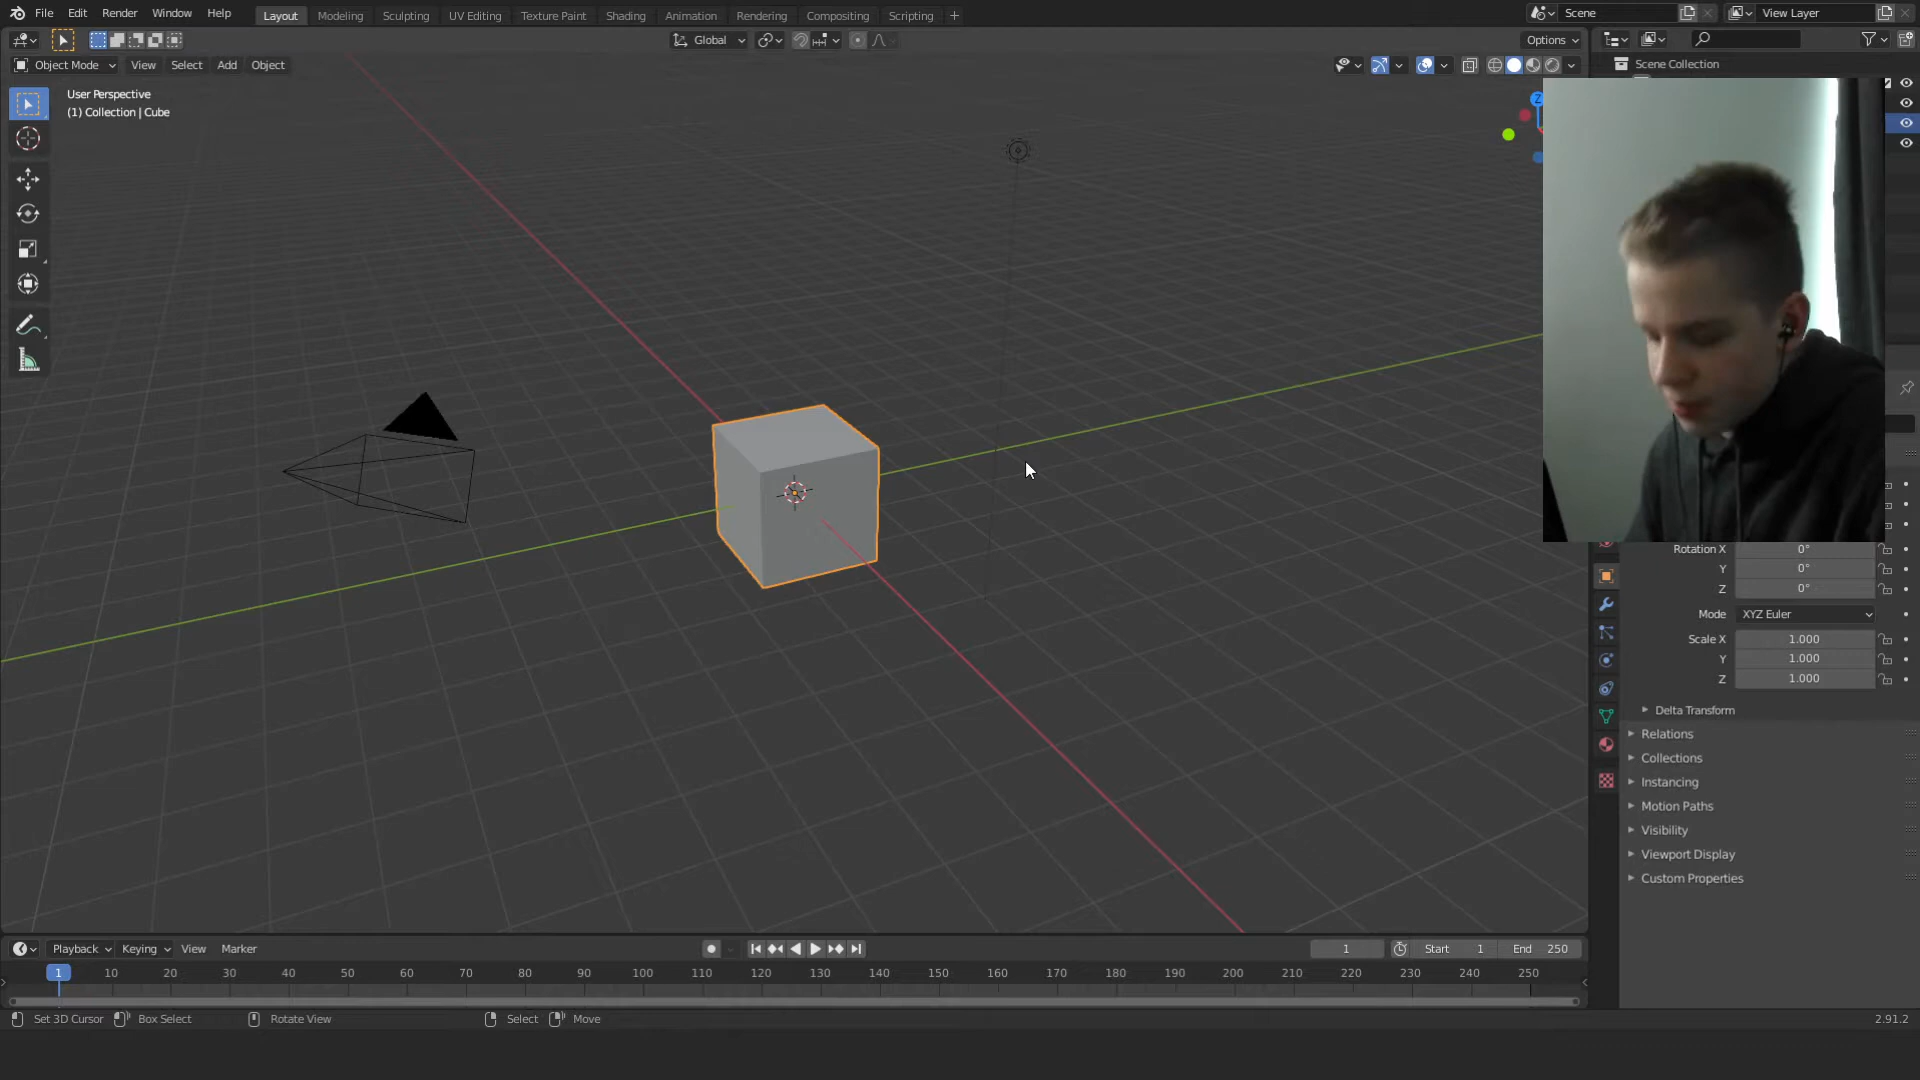 File Edit Render Window Help Layout Modeling Sculpting UV Editing Texture Paint Shading Animation Rendering Compositing Scripting + Scene View Layer
Global Options
Object Mode View Select Add Object
Scene Collection
User Perspective
(1) Collection | Cube
Z
Rotation X 0°
Y 0°
Z 0°
Mode XYZ Euler
Scale X 1.000
Y 1.000
Z 1.000
Delta Transform
Relations
Collections
Instancing
Motion Paths
Visibility
Viewport Display
Custom Properties
Playback Keying View Marker 1 Start 1 End 250
1 10 20 30 40 50 60 70 80 90 100 110 120 130 140 150 160 170 180 190 200 210 220 230 240 250
Set 3D Cursor Box Select Rotate View Select Move 2.91.2